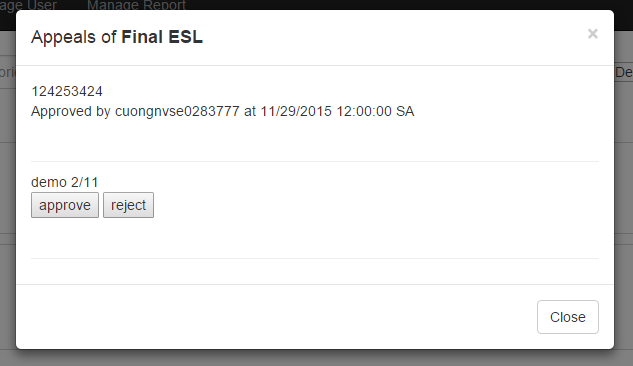 User Manage Report
Appeals of Final ESL ×
De
124253424
Approved by cuongnvse0283777 at 11/29/2015 12:00:00 SA
demo 2/11
approve reject
Close